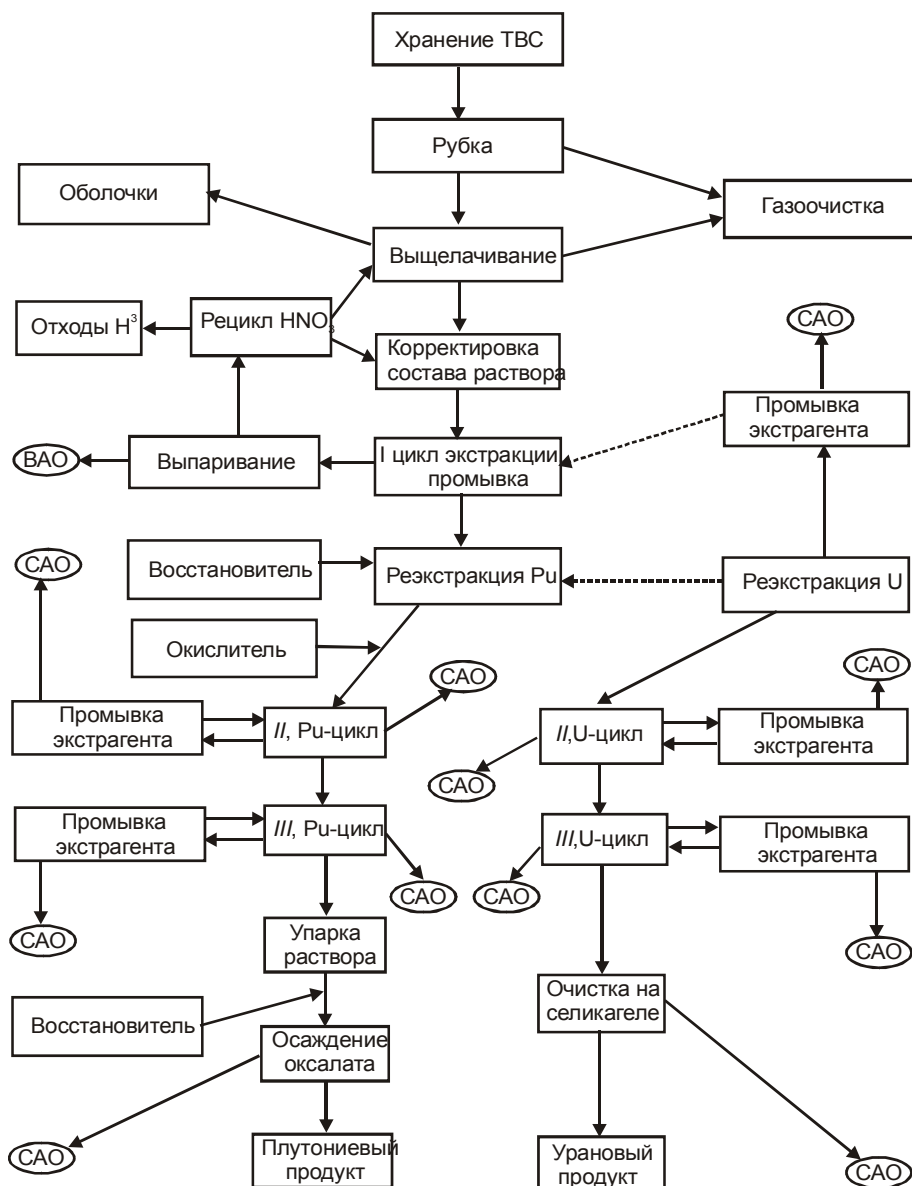 Хранение ТВС
Рубка
Оболочки
Газоочистка
Выщелачивание
Отходы H³
Рецикл HNO₃
САО
Корректировка
состава раствора
Промывка
экстрагента
ВАО
Выпаривание
I цикл экстракции
промывка
САО
Восстановитель
Реэкстракция Pu
Реэкстракция U
Окислитель
САО
САО
Промывка
экстрагента
II, Pu-цикл
II,U-цикл
Промывка
экстрагента
САО
Промывка
экстрагента
III, Pu-цикл
III,U-цикл
Промывка
экстрагента
САО
САО
САО
САО
Упарка
раствора
Очистка на
селикагеле
Восстановитель
Осаждение
оксалата
САО
Плутониевый
продукт
Урановый
продукт
САО